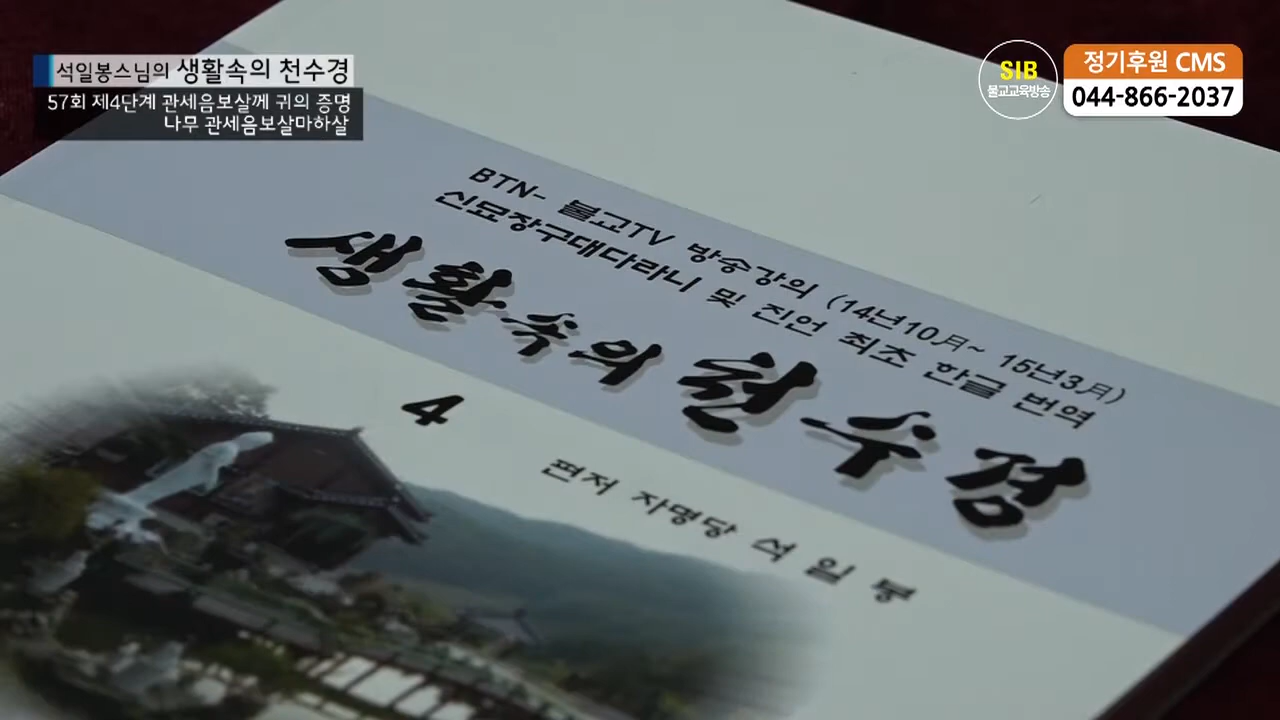 석일봉스님의 생활속의 천수경
57회 제4단계 관세음보살께 귀의 증명
나무 관세음보살마하살
SIB
불교교육방송
정기후원 CMS
044-866-2037
BTN- 불교TV 방송강의 (14년10月~ 15년3月)
신묘장구대다라니 및 진언 최초 한글 번역
생활속의 천수경
4
편저 자명당 석일봉